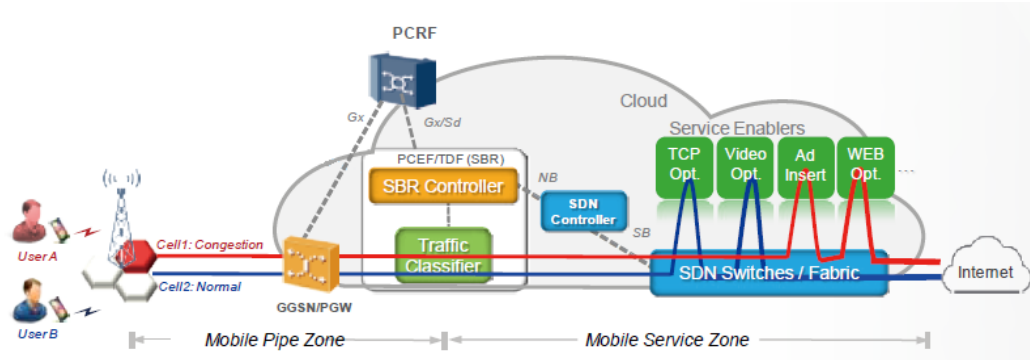 PCRF
Cloud
Gx
Gx/Sd
Service Enablers
TCP
Opt.
Video
Opt.
Ad
Insert
WEB
Opt.
....
PCEF/TDF (SBR)
SBR Controller
NB
SDN
Controller
SB
User A
Cell1: Congestion
Traffic
Classifier
SDN Switches / Fabric
Internet
Cell2: Normal
GGSN/PGW
User B
Mobile Pipe Zone
Mobile Service Zone